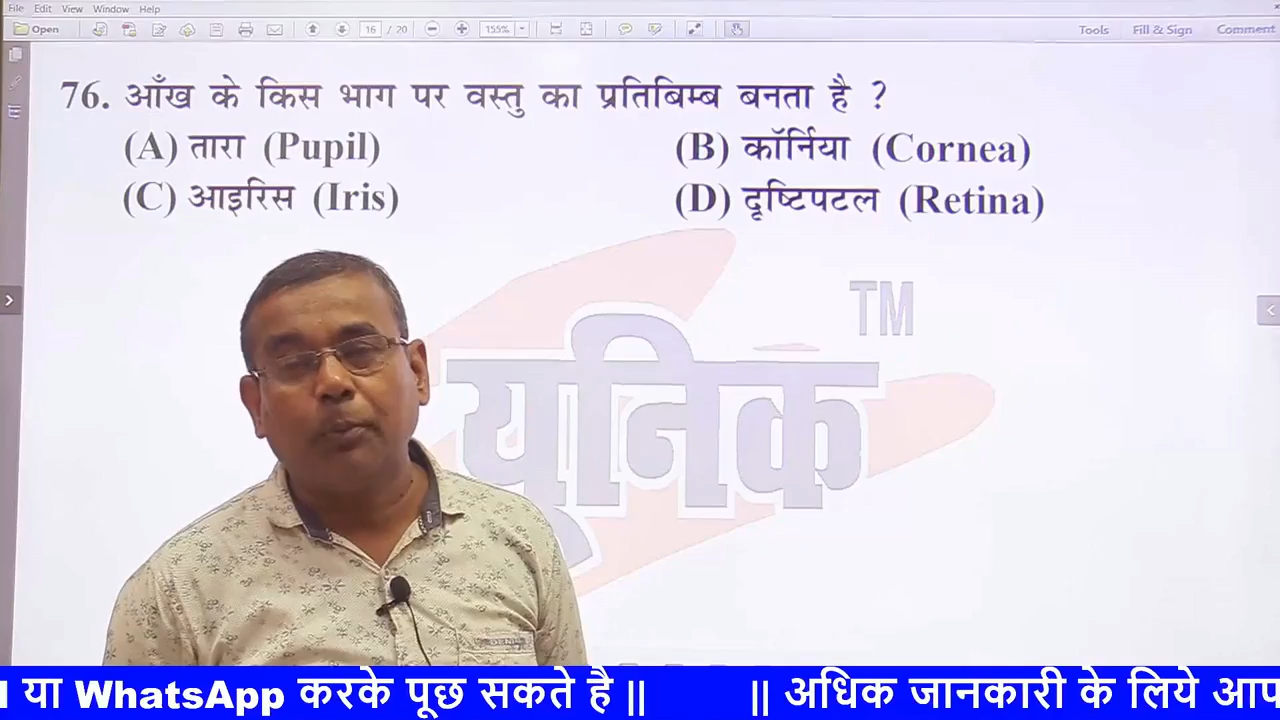 File Edit View Window Help
Open 16 / 20 155% Tools Fill & Sign Comment
76. आँख के किस भाग पर वस्तु का प्रतिबिम्ब बनता है ?
(A) तारा (Pupil) (B) कॉर्निया (Cornea)
(C) आइरिस (Iris) (D) दृष्टिपटल (Retina)
TM
यूनिक
या WhatsApp करके पूछ सकते है || || अधिक जानकारी के लिये आप